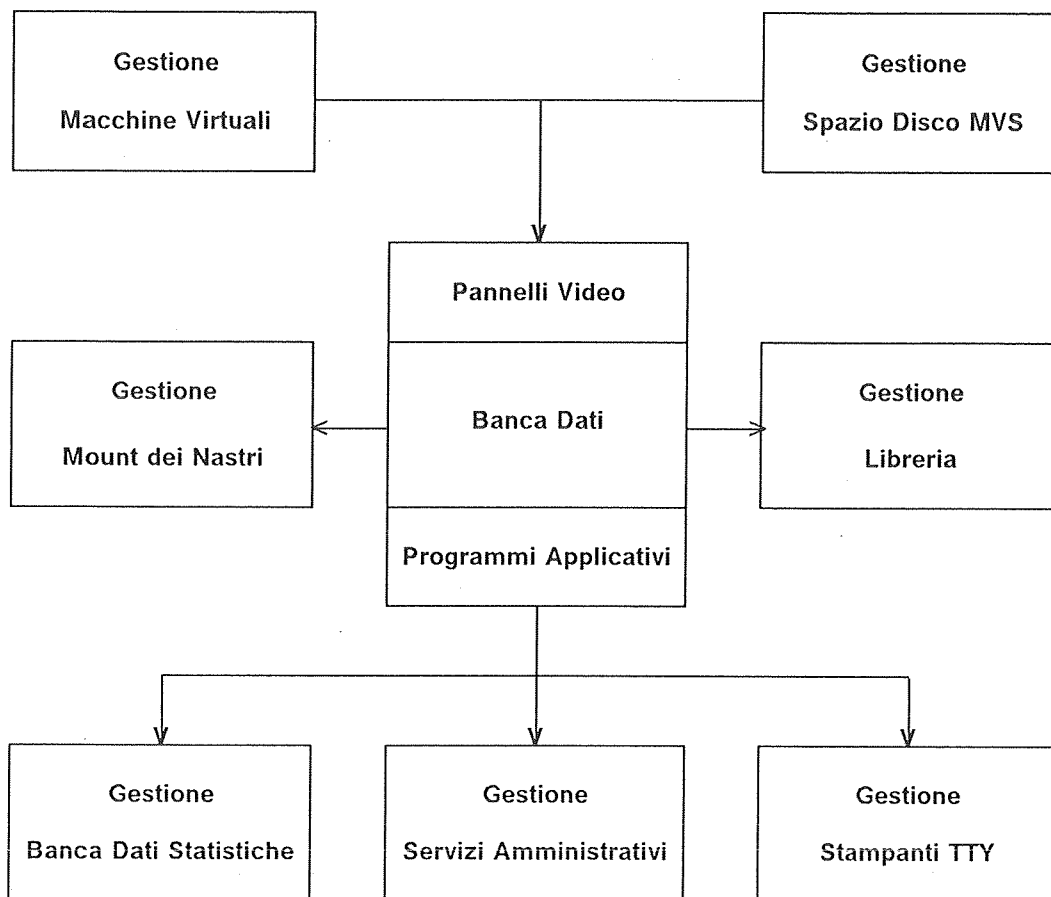 Gestione
Macchine Virtuali
Gestione
Spazio Disco MVS
Pannelli Video
Gestione
Mount dei Nastri
Banca Dati
Gestione
Libreria
Programmi Applicativi
Gestione
Banca Dati Statistiche
Gestione
Servizi Amministrativi
Gestione
Stampanti TTY